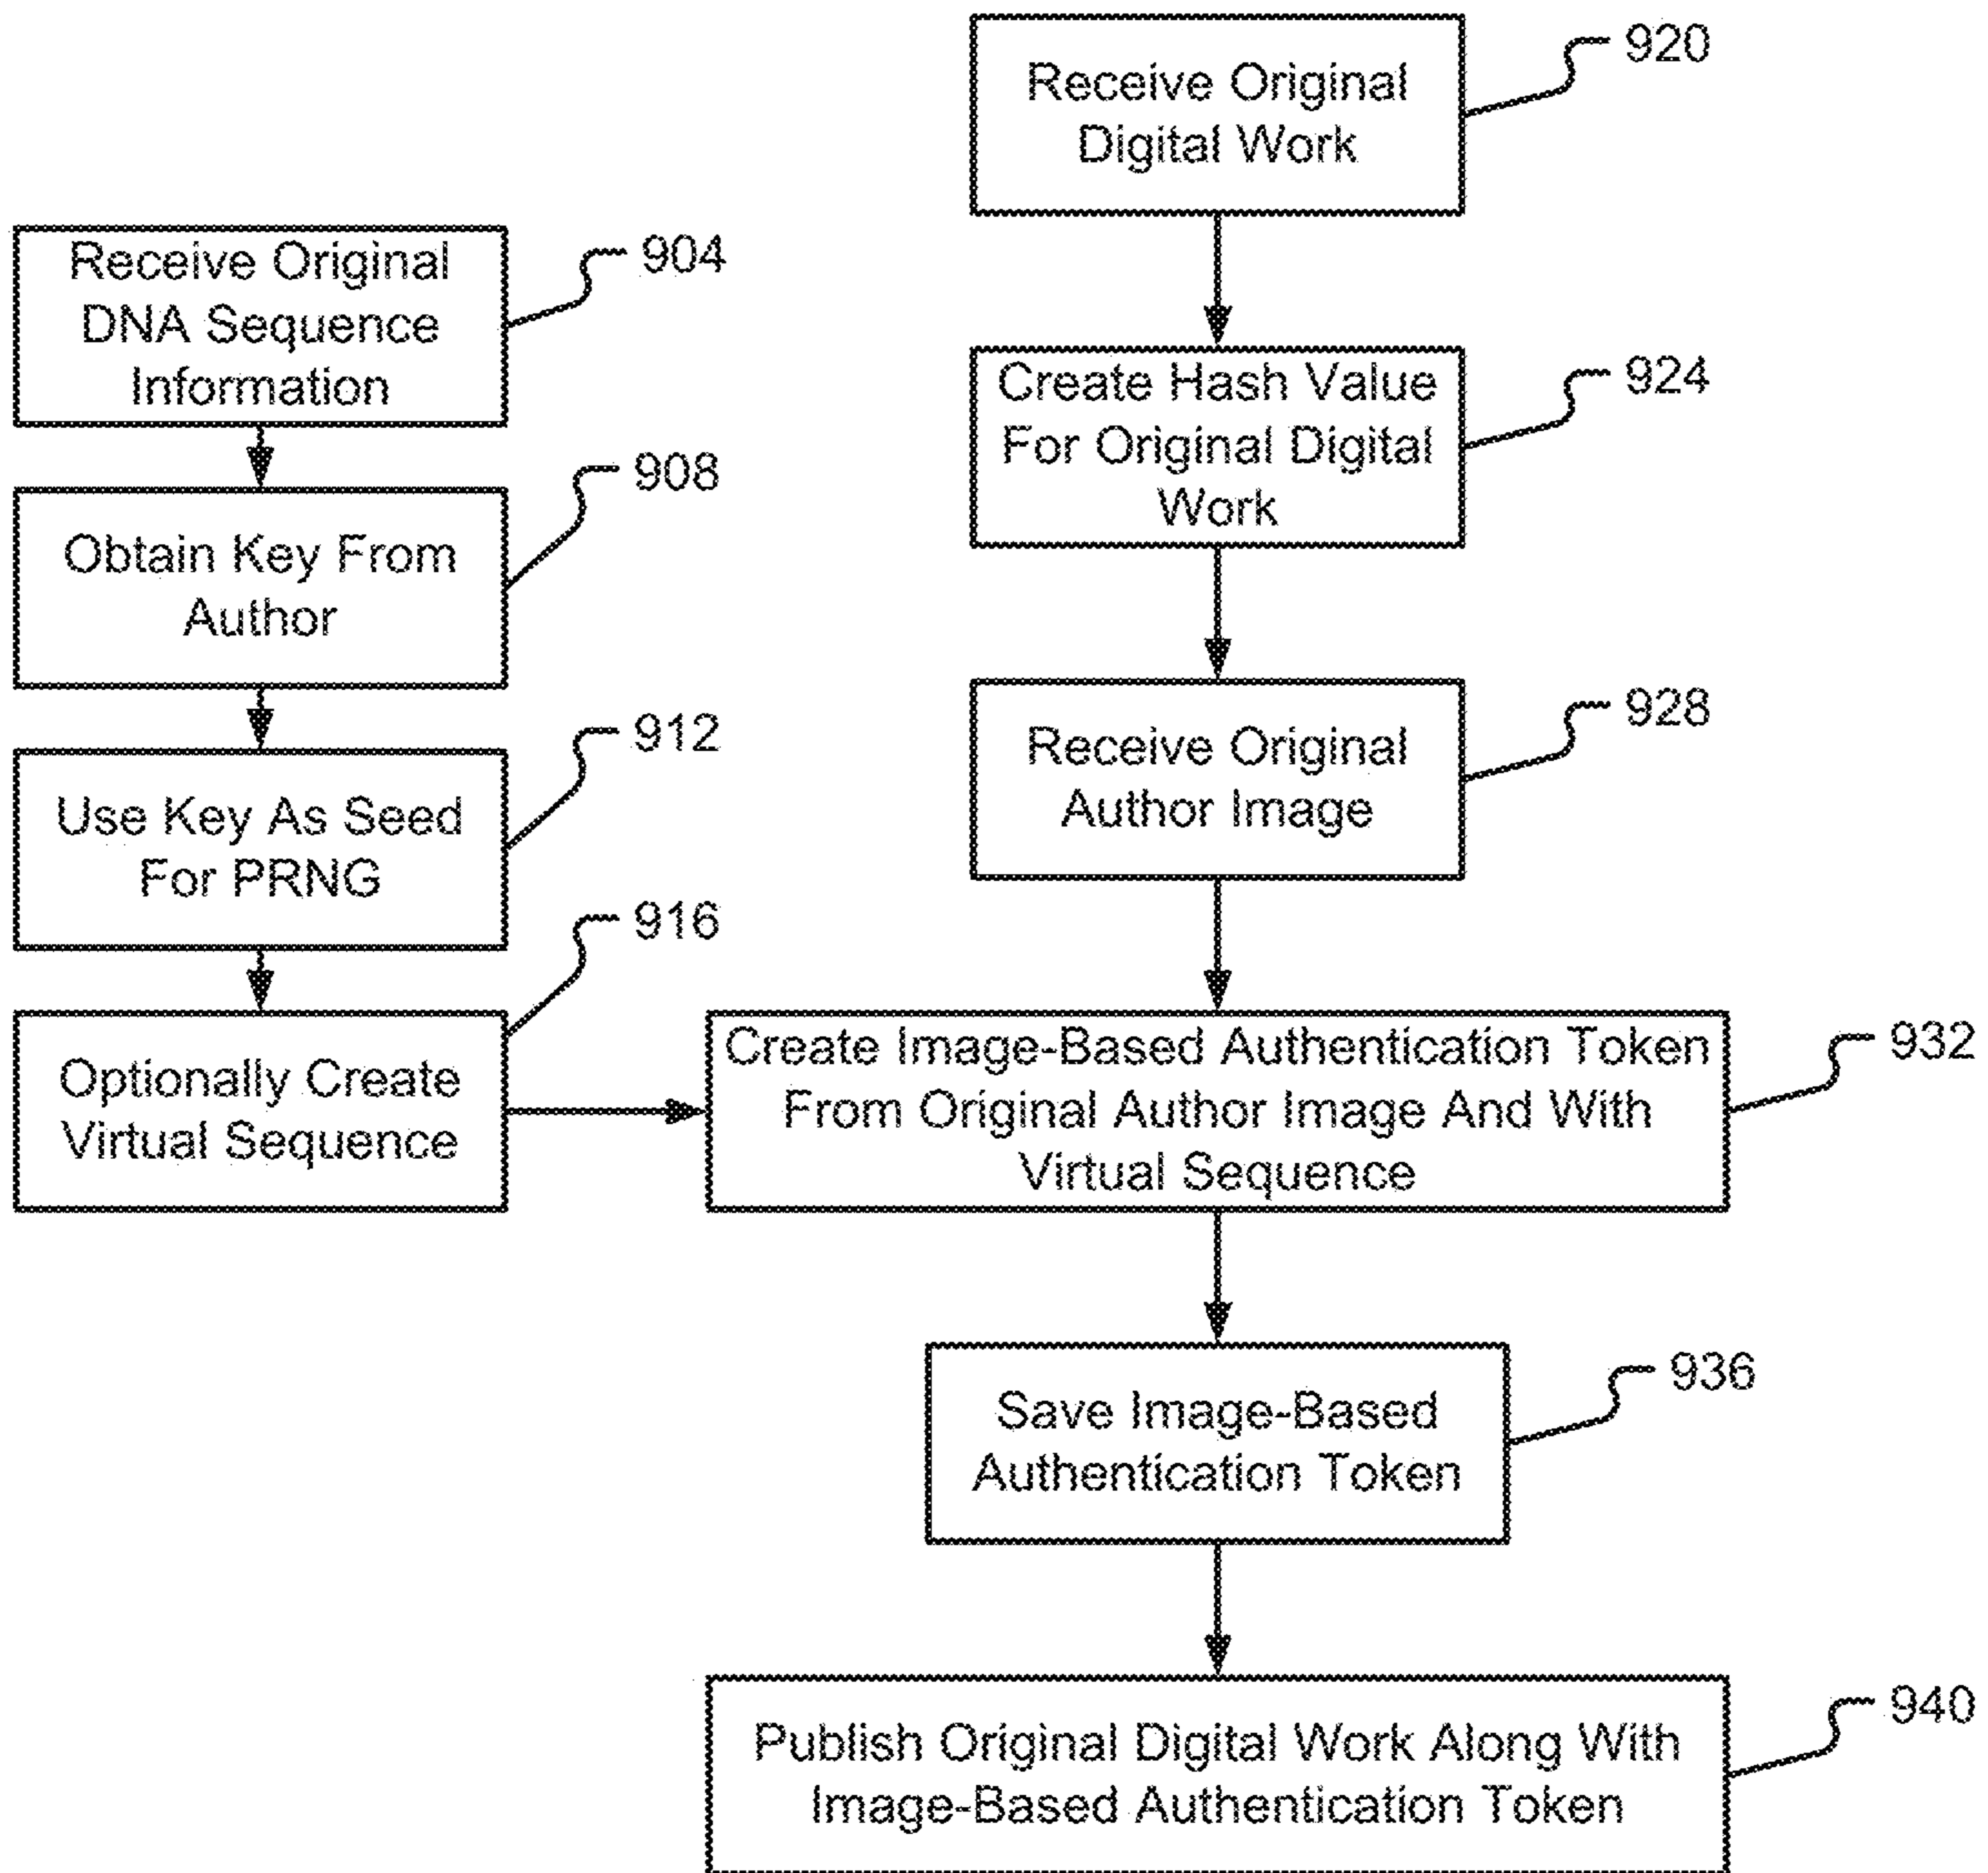 Receive Original
DNA Sequence
Information
904
Obtain Key From
Author
908
Use Key As Seed
For PRNG
912
Optionally Create
Virtual Sequence
916
Receive Original
Digital Work
920
Create Hash Value
For Original Digital
Work
924
Receive Original
Author Image
928
Create Image-Based Authentication Token
From Original Author Image And With
Virtual Sequence
932
Save Image-Based
Authentication Token
936
Publish Original Digital Work Along With
Image-Based Authentication Token
940